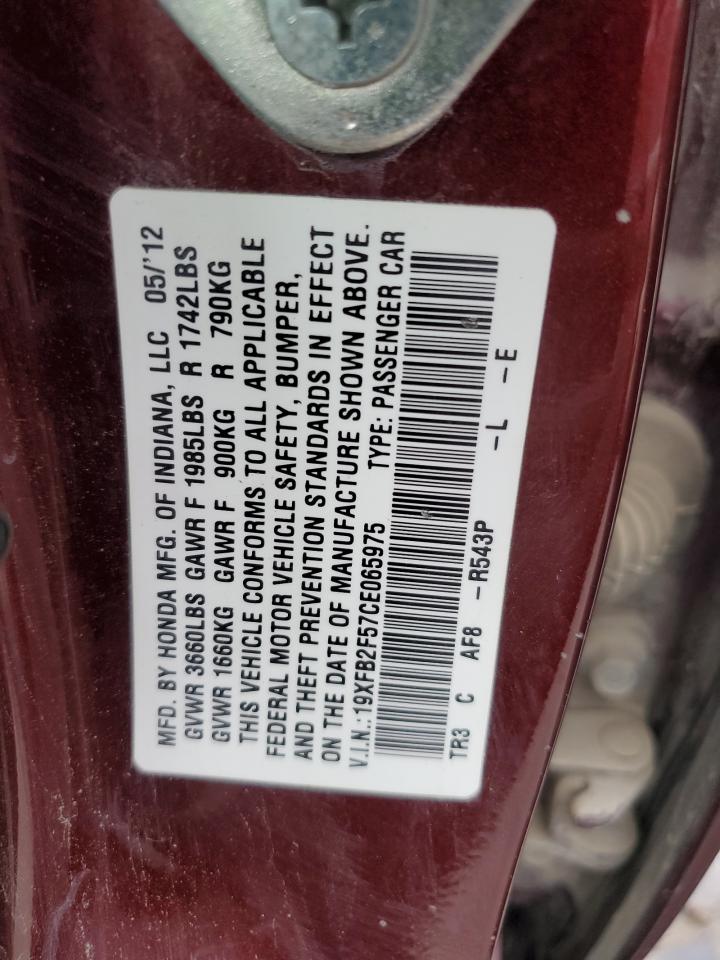 MFD. BY HONDA MFG. OF INDIANA, LLC 05/'12
GVWR 3660LBS GAWR F 1985LBS R 1742LBS
GVWR 1660KG GAWR F 900KG R 790KG
THIS VEHICLE CONFORMS TO ALL APPLICABLE
FEDERAL MOTOR VEHICLE SAFETY, BUMPER,
AND THEFT PREVENTION STANDARDS IN EFFECT
ON THE DATE OF MANUFACTURE SHOWN ABOVE.
V.I.N.:19XFB2F57CE065975 TYPE: PASSENGER CAR
TR3 C AF8 -R543P -L -E